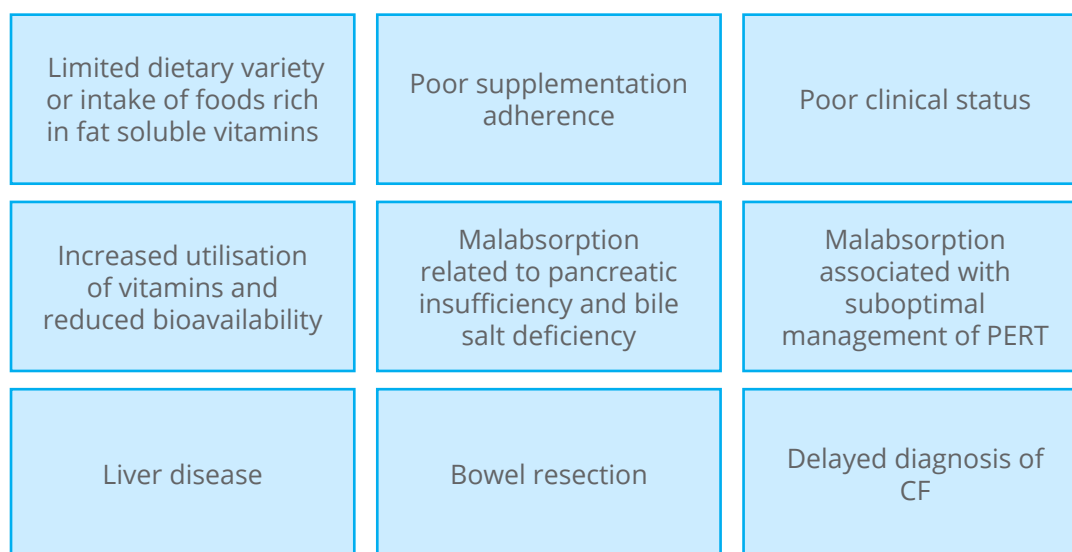 Limited dietary variety
or intake of foods rich
in fat soluble vitamins
Poor supplementation
adherence
Poor clinical status
Increased utilisation
of vitamins and
reduced bioavailability
Malabsorption
related to pancreatic
insufficiency and bile
salt deficiency
Malabsorption
associated with
suboptimal
management of PERT
Liver disease
Bowel resection
Delayed diagnosis of
CF